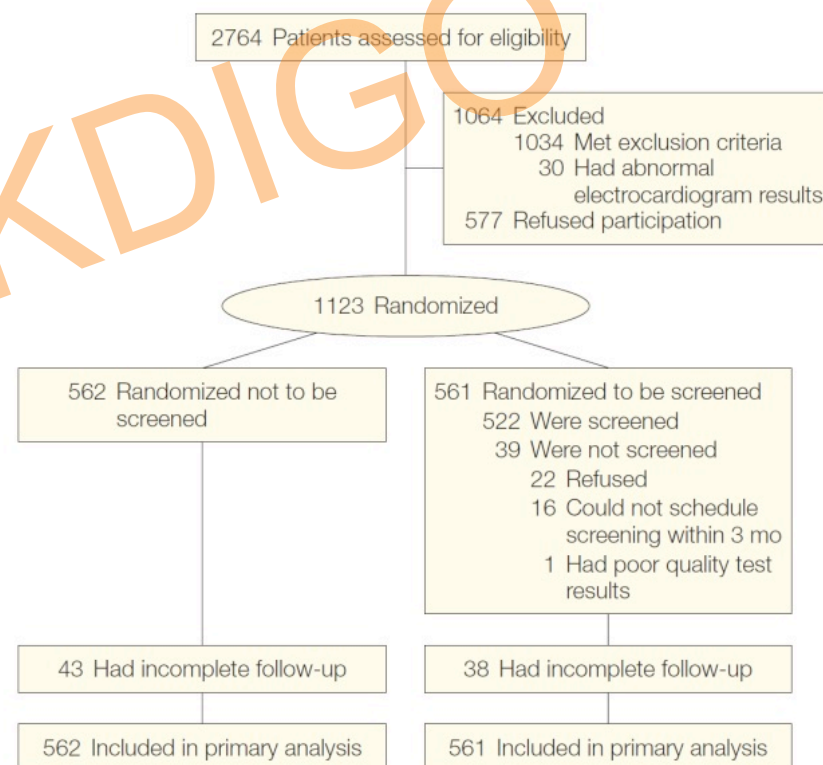 KDIGO
2764 Patients assessed for eligibility
1064 Excluded
1034 Met exclusion criteria
30 Had abnormal
electrocardiogram results
577 Refused participation
1123 Randomized
562 Randomized not to be
screened
561 Randomized to be screened
522 Were screened
39 Were not screened
22 Refused
16 Could not schedule
screening within 3 mo
1 Had poor quality test
results
43 Had incomplete follow-up
38 Had incomplete follow-up
562 Included in primary analysis
561 Included in primary analysis